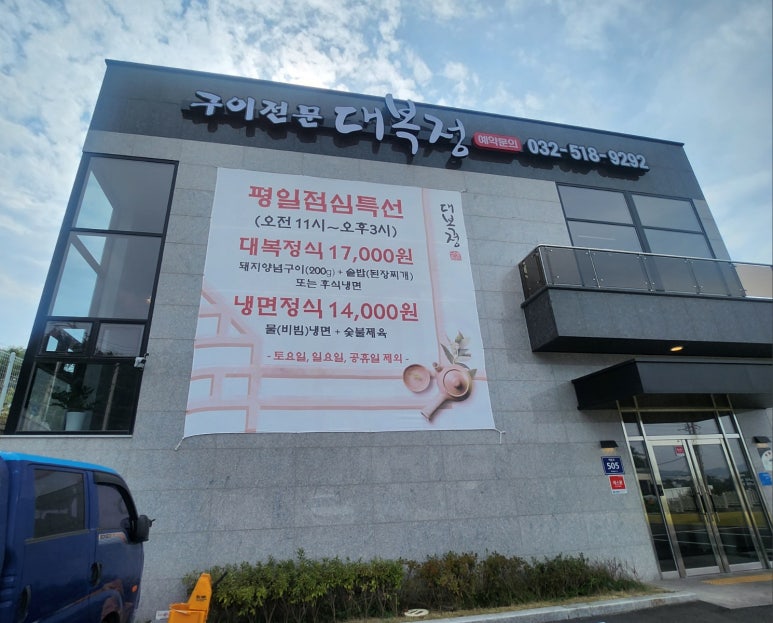 구이전문 대복정 예약문의 032-518-9292
평일점심특선
(오전 11시~오후3시)
대복정식 17,000원
돼지양념구이(200g) + 솥밥(된장찌개)
또는 후식냉면
냉면정식 14,000원
물(비빔)냉면 + 숯불제육
- 토요일, 일요일, 공휴일 제외 -
대복정
505